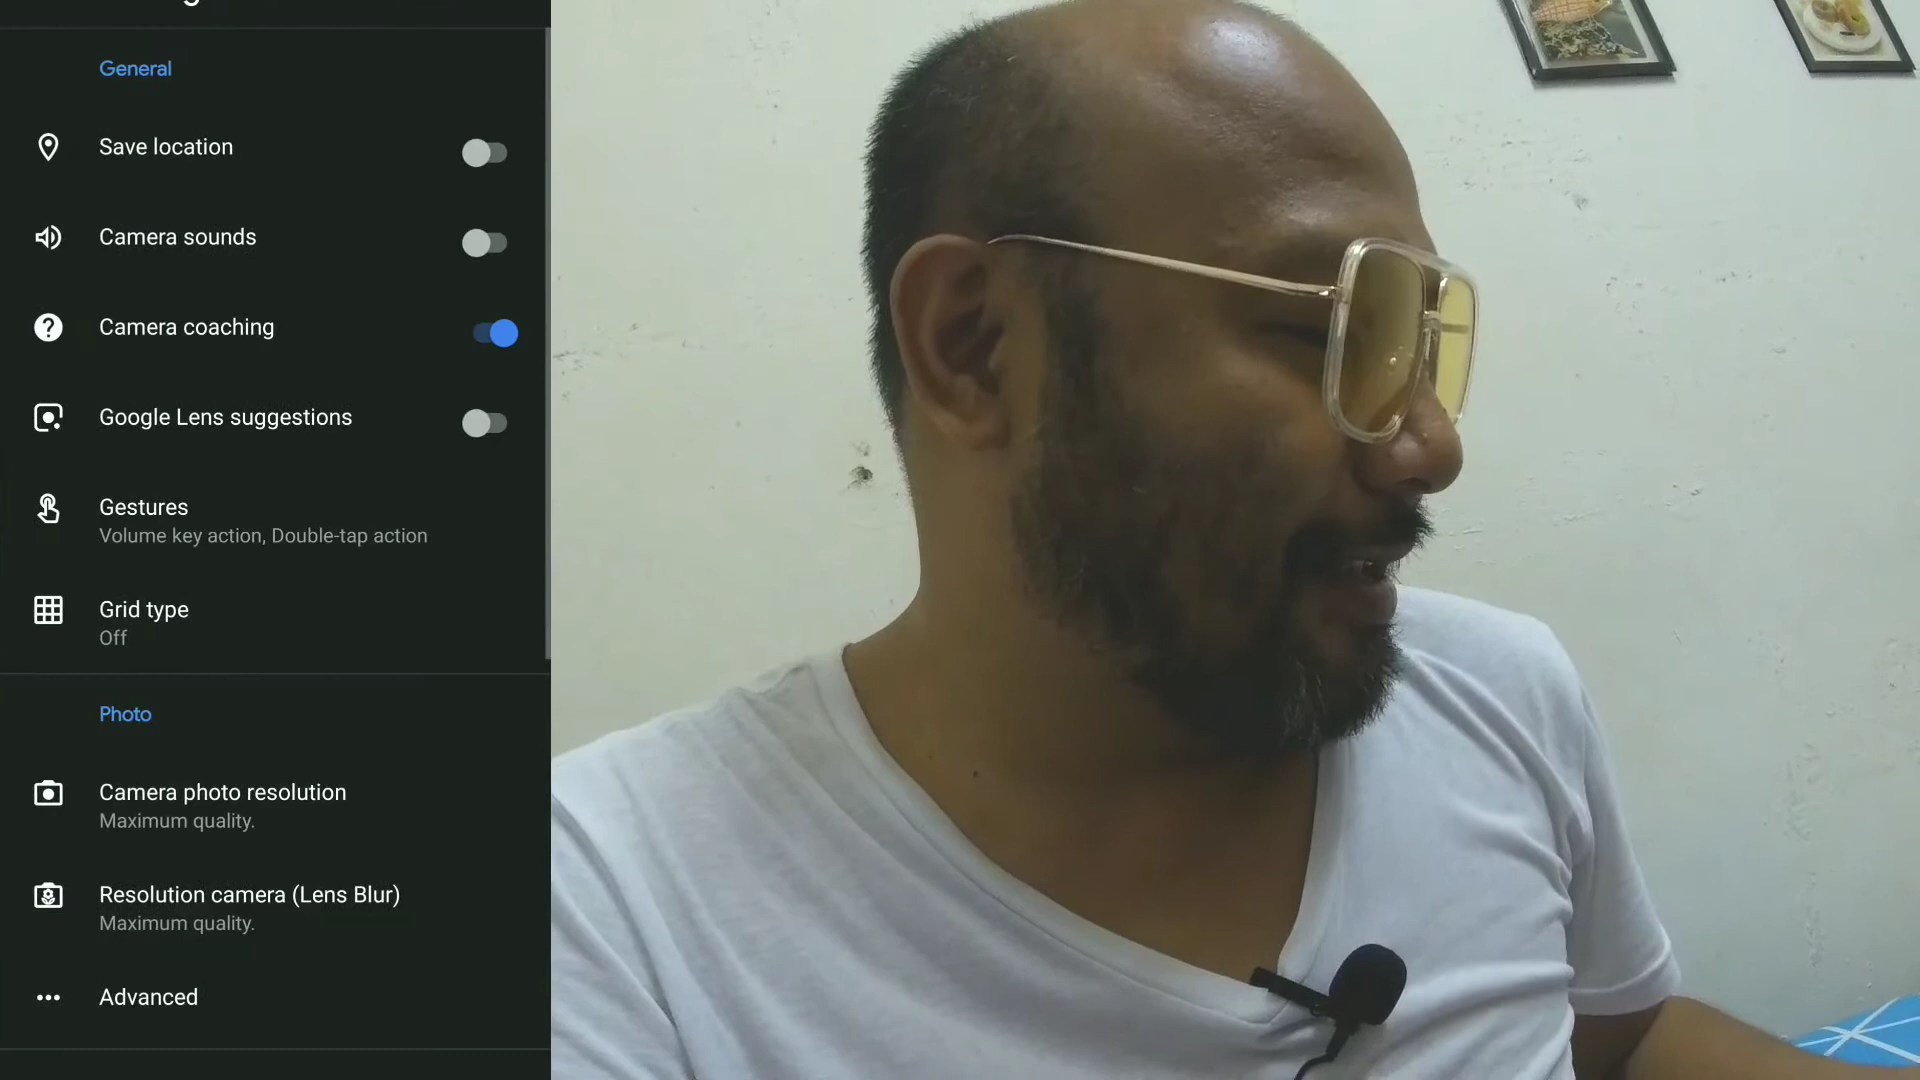 General
Save location
Camera sounds
Camera coaching
Google Lens suggestions
Gestures
Volume key action, Double-tap action
Grid type
Off
Photo
Camera photo resolution
Maximum quality.
Resolution camera (Lens Blur)
Maximum quality.
Advanced